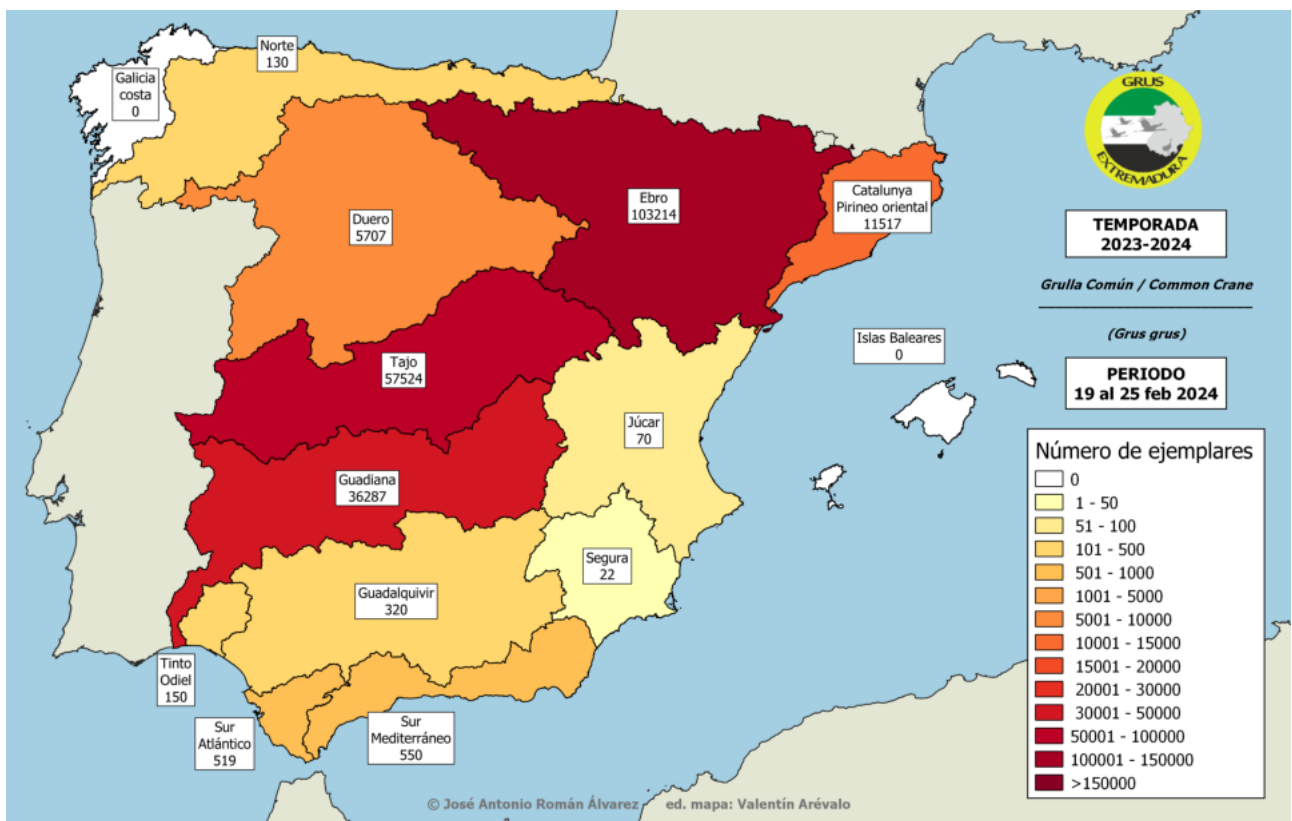 Norte
130
Galicia
costa
0
Duero
5707
Ebro
103214
Catalunya
Pirineo oriental
11517
Tajo
57524
Guadiana
36287
Júcar
70
Segura
22
Guadalquivir
320
Tinto
Odiel
150
Sur
Atlántico
519
Sur
Mediterráneo
550
Islas Baleares
0
GRUS
EXTREMADURA
TEMPORADA
2023-2024
Grulla Común / Common Crane
(Grus grus)
PERIODO
19 al 25 feb 2024
Número de ejemplares
0
1 - 50
51 - 100
101 - 500
501 - 1000
1001 - 5000
5001 - 10000
10001 - 15000
15001 - 20000
20001 - 30000
30001 - 50000
50001 - 100000
100001 - 150000
>150000
© José Antonio Román Álvarez ed. mapa: Valentín Arévalo